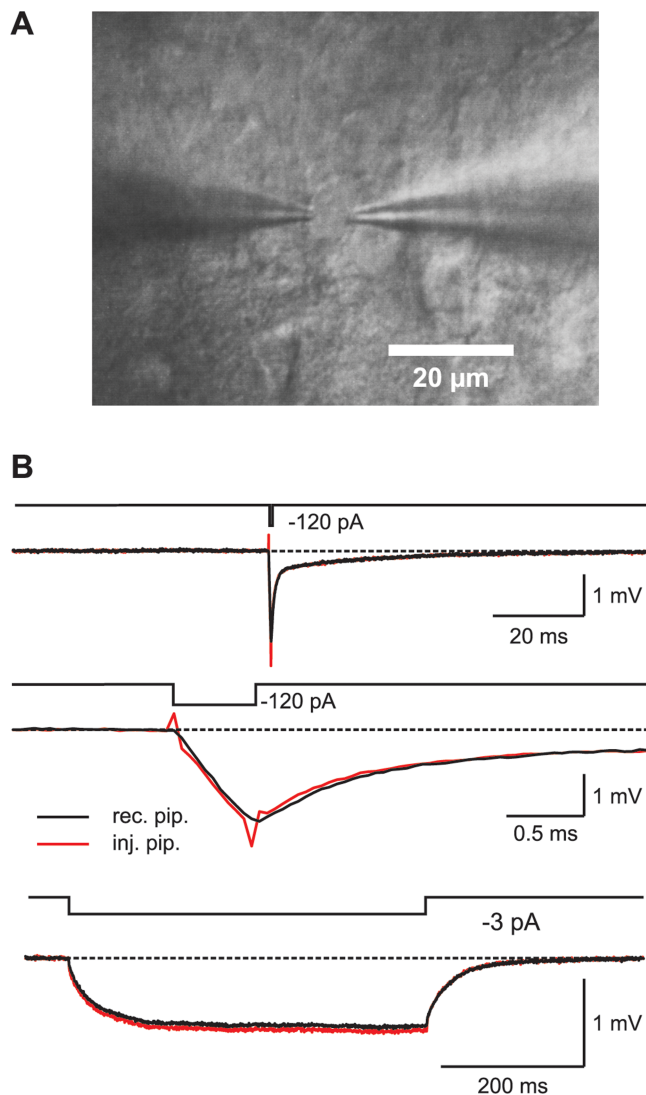 A
20 µm
B
-120 pA
1 mV
20 ms
-120 pA
1 mV
rec. pip.
0.5 ms
inj. pip.
-3 pA
1 mV
200 ms